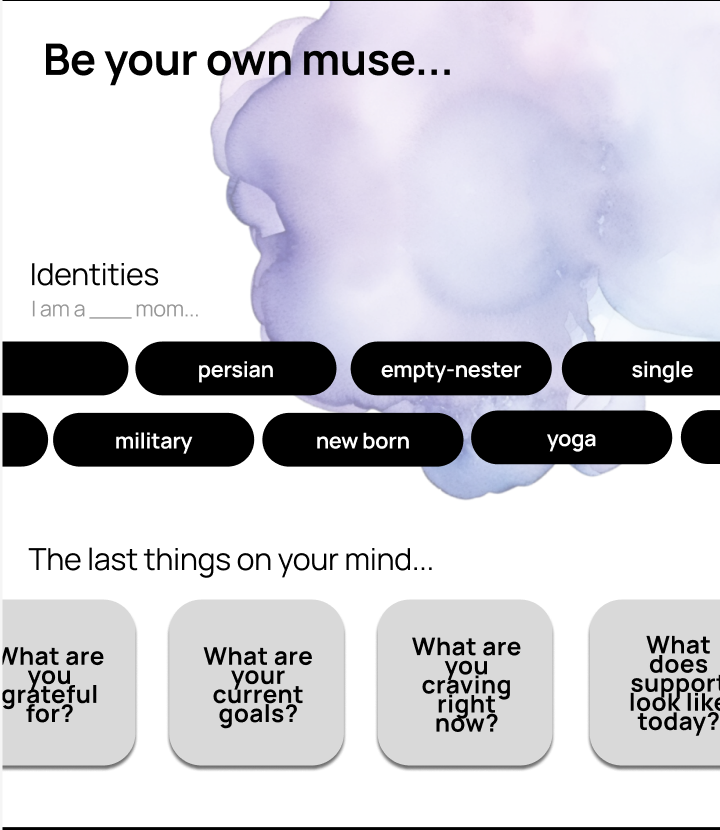 Be your own muse...
Identities
I am a ____ mom...
persian
empty-nester
single
military
new born
yoga
The last things on your mind...
What are
you
grateful
for?
What are
your
current
goals?
What are
you
craving
right
now?
What
does
support
look like
today?